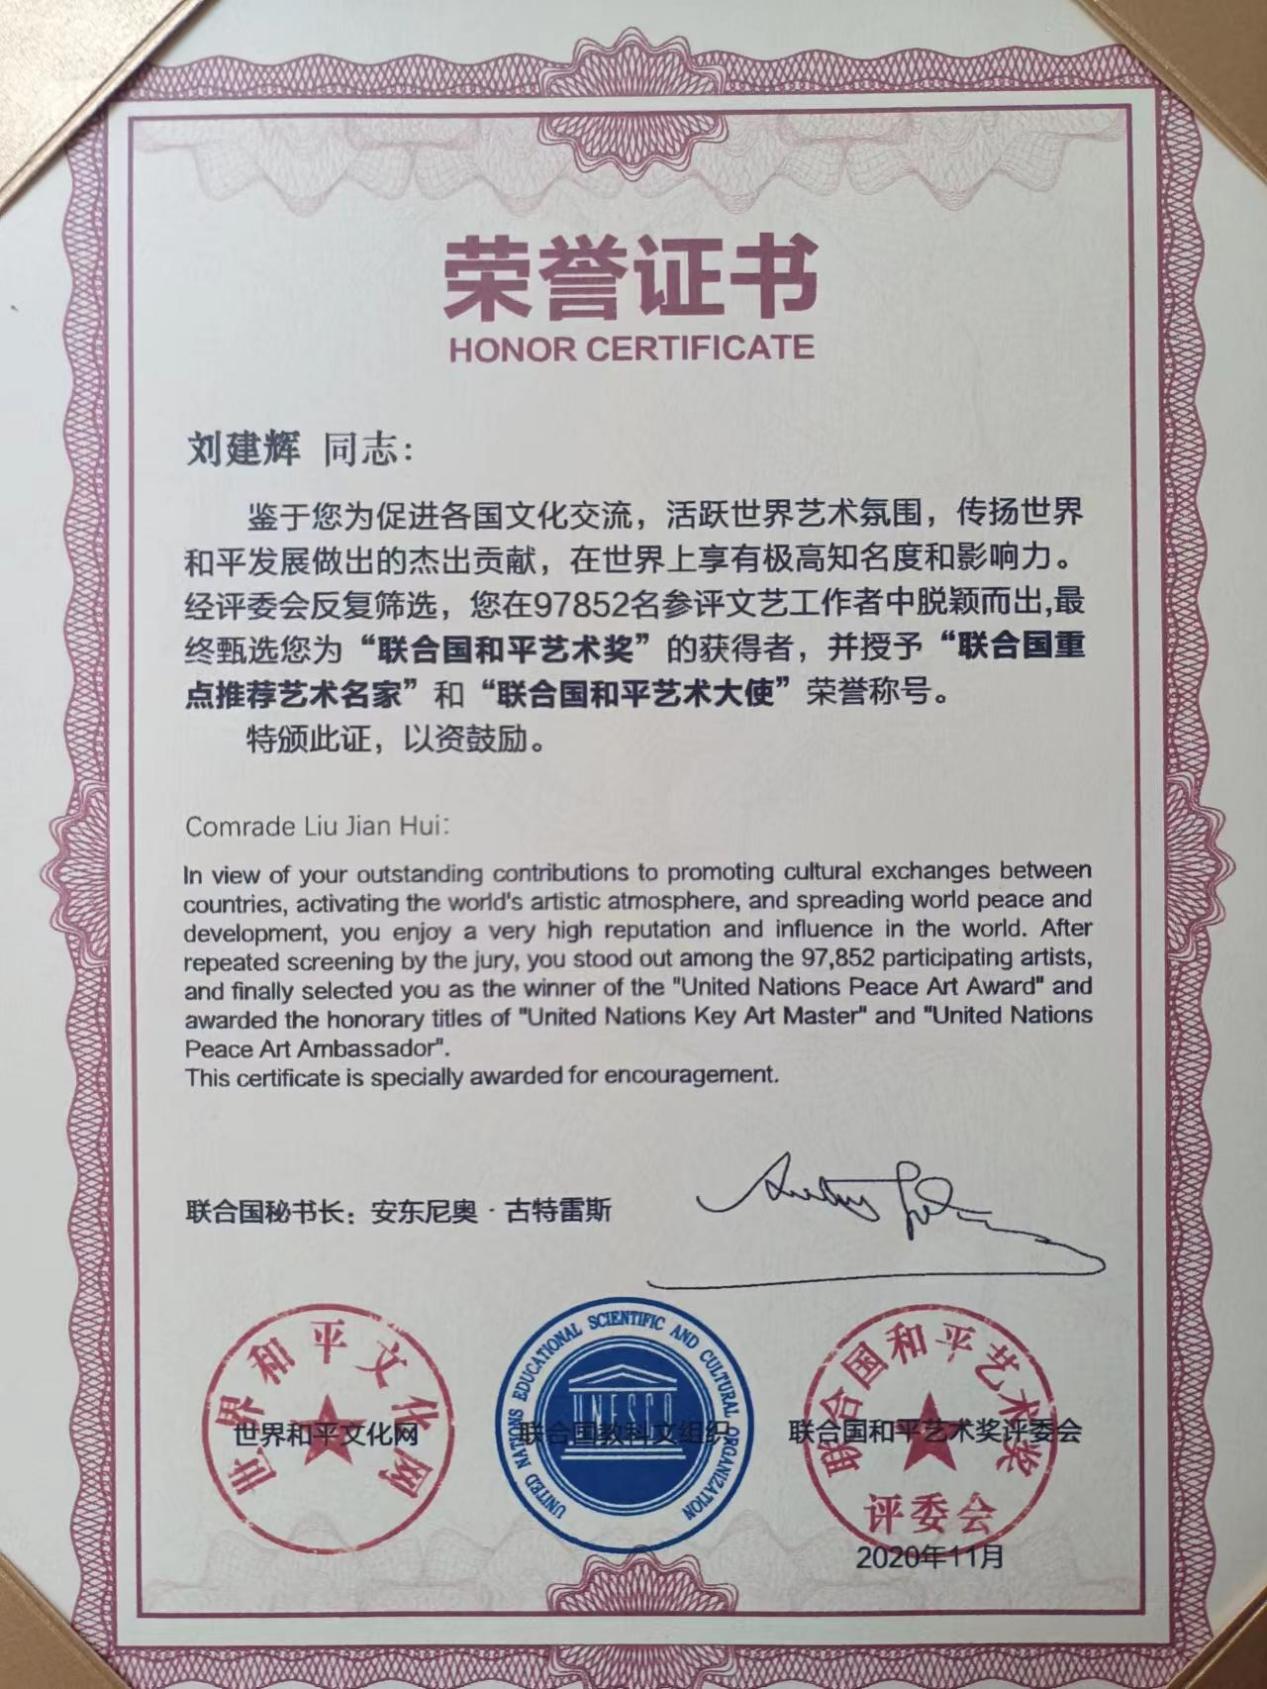 荣誉证书
HONOR CERTIFICATE
刘建辉 同志：
鉴于您为促进各国文化交流，活跃世界艺术氛围，传扬世界
和平发展做出的杰出贡献，在世界上享有极高知名度和影响力。
经评委会反复筛选，您在97852名参评文艺工作者中脱颖而出,最
终甄选您为“联合国和平艺术奖”的获得者，并授予“联合国重
点推荐艺术名家”和“联合国和平艺术大使”荣誉称号。
特颁此证，以资鼓励。
Comrade Liu Jian Hui:
In view of your outstanding contributions to promoting cultural exchanges between
countries, activating the world's artistic atmosphere, and spreading world peace and
development, you enjoy a very high reputation and influence in the world. After
repeated screening by the jury, you stood out among the 97,852 participating artists,
and finally selected you as the winner of the "United Nations Peace Art Award" and
awarded the honorary titles of "United Nations Key Art Master" and "United Nations
Peace Art Ambassador".
This certificate is specially awarded for encouragement.
联合国秘书长：安东尼奥·古特雷斯
世界和平文化网
世界和平文化网
UNITED NATIONS EDUCATIONAL SCIENTIFIC AND CULTURAL ORGANIZATION
UNESCO
联合国教科文组织
联合国和平艺术奖
联合国和平艺术奖评委会
评委会
2020年11月